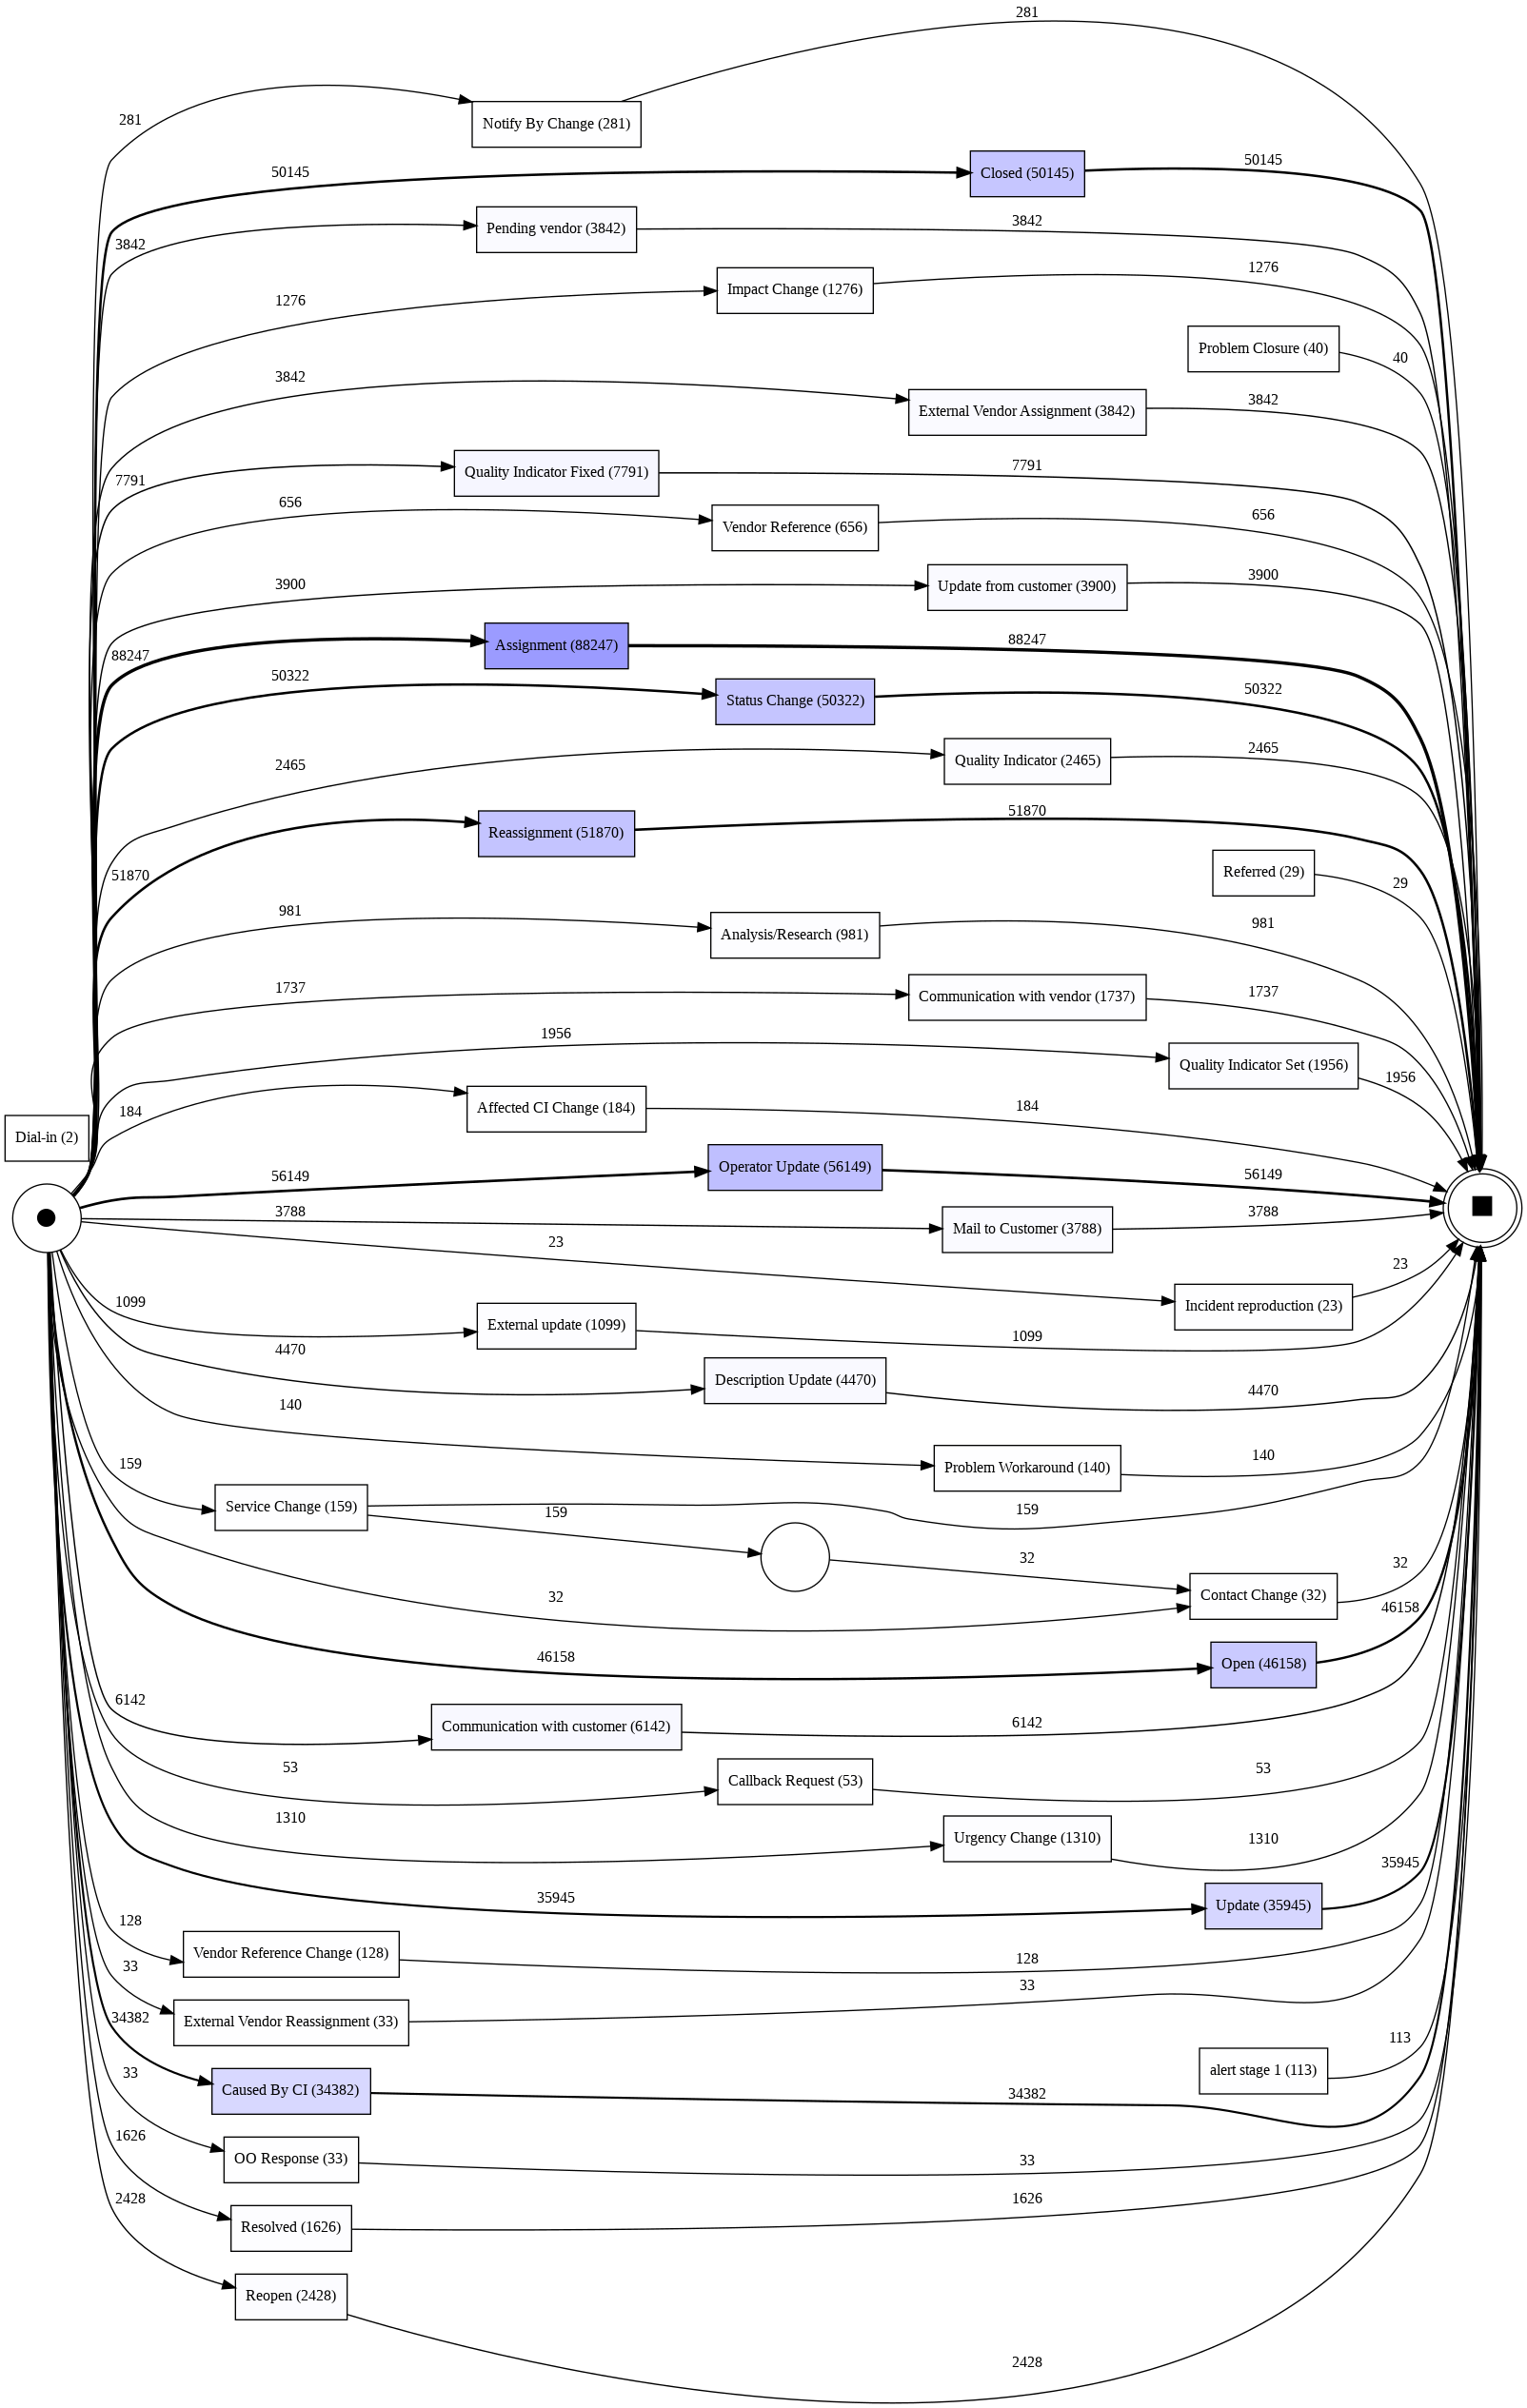 281
281
Notify By Change (281)
50145
Closed (50145)
50145
3842
Pending vendor (3842)
3842
1276
Impact Change (1276)
1276
Problem Closure (40)
40
3842
External Vendor Assignment (3842)
3842
7791
Quality Indicator Fixed (7791)
7791
656
Vendor Reference (656)
656
3900
Update from customer (3900)
3900
88247
Assignment (88247)
88247
50322
Status Change (50322)
50322
2465
Quality Indicator (2465)
2465
51870
Reassignment (51870)
51870
Referred (29)
29
981
Analysis/Research (981)
981
1737
Communication with vendor (1737)
1737
1956
Quality Indicator Set (1956)
1956
184
Affected CI Change (184)
184
Dial-in (2)
56149
Operator Update (56149)
56149
3788
Mail to Customer (3788)
3788
23
Incident reproduction (23)
23
1099
External update (1099)
1099
4470
Description Update (4470)
4470
140
Problem Workaround (140)
140
159
Service Change (159)
159
159
32
32
Contact Change (32)
32
46158
Open (46158)
46158
6142
Communication with customer (6142)
6142
53
Callback Request (53)
53
1310
Urgency Change (1310)
1310
35945
Update (35945)
35945
128
Vendor Reference Change (128)
128
33
External Vendor Reassignment (33)
33
34382
Caused By CI (34382)
34382
alert stage 1 (113)
113
33
OO Response (33)
33
1626
Resolved (1626)
1626
2428
Reopen (2428)
2428